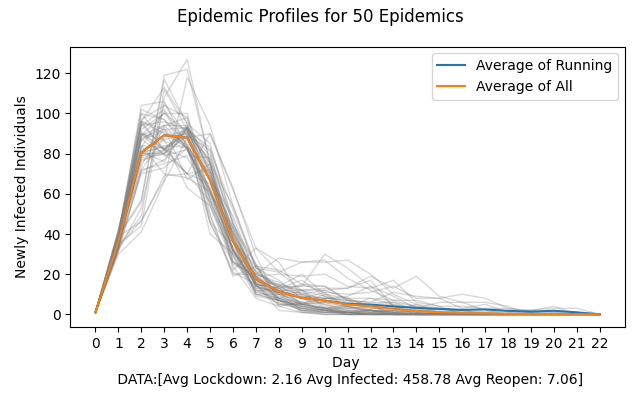 Epidemic Profiles for 50 Epidemics
Average of Running
Average of All
Newly Infected Individuals
120
100
80
60
40
20
0
0 1 2 3 4 5 6 7 8 9 10 11 12 13 14 15 16 17 18 19 20 21 22
Day
DATA:[Avg Lockdown: 2.16 Avg Infected: 458.78 Avg Reopen: 7.06]